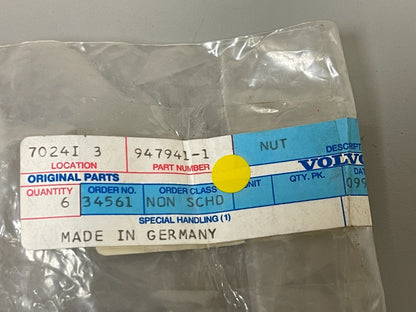 7024I 3 947941-1 NUT
LOCATION PART NUMBER
ORIGINAL PARTS VOLVO
QUANTITY ORDER NO. ORDER CLASS QTY. PK.
6 34561 NON SCHD
SPECIAL HANDLING (1)
MADE IN GERMANY